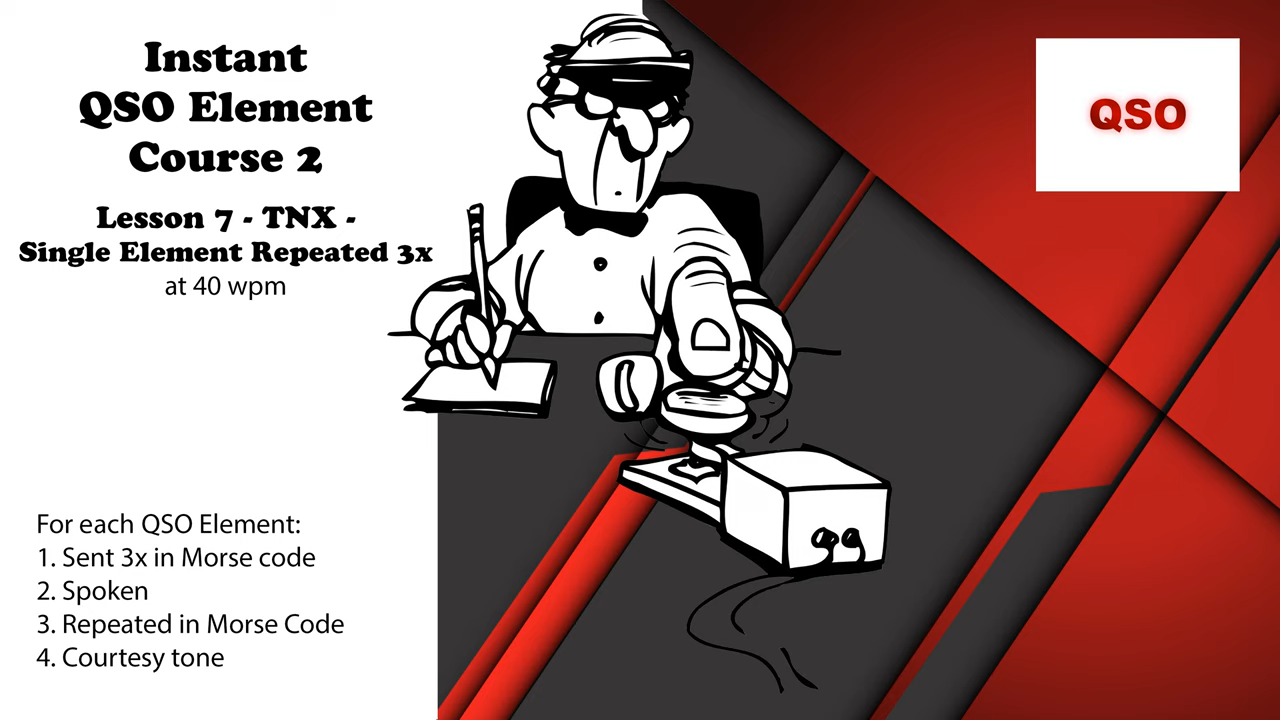 Instant
QSO Element
Course 2
Lesson 7 - TNX -
Single Element Repeated 3x
at 40 wpm
QSO
For each QSO Element:
1. Sent 3x in Morse code
2. Spoken
3. Repeated in Morse Code
4. Courtesy tone